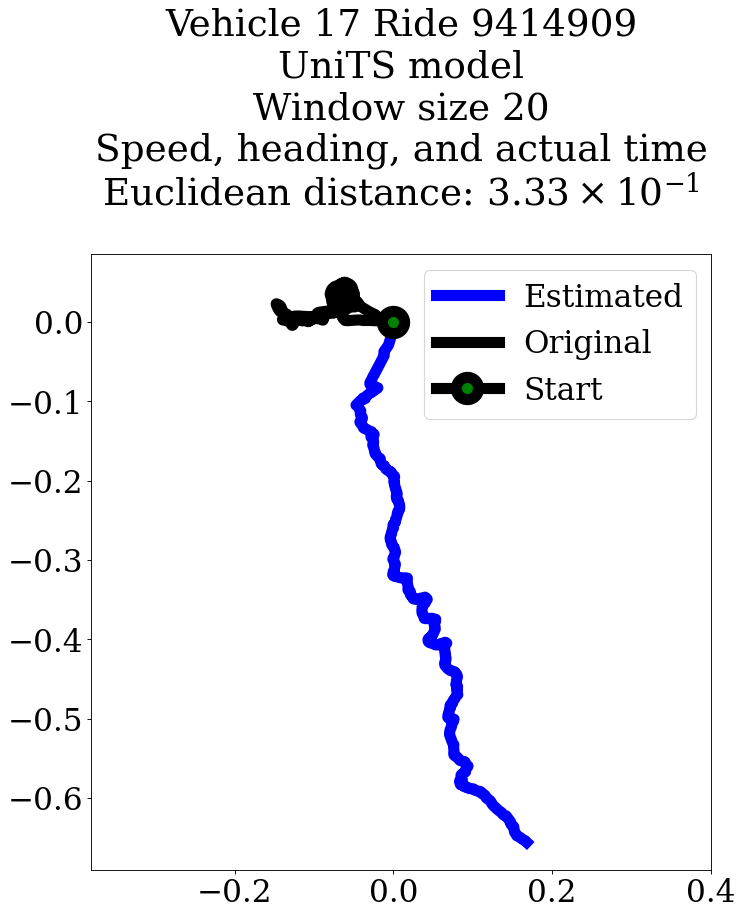 Vehicle 17 Ride 9414909
UniTS model
Window size 20
Speed, heading, and actual time
Euclidean distance: 3.33 × 10⁻¹
Estimated
Original
Start
0.0
−0.1
−0.2
−0.3
−0.4
−0.5
−0.6
−0.2 0.0 0.2 0.4